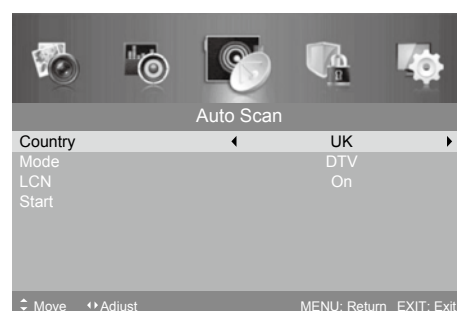 Auto Scan
Country UK
Mode DTV
LCN On
Start
Move Adjust MENU: Return EXIT: Exit